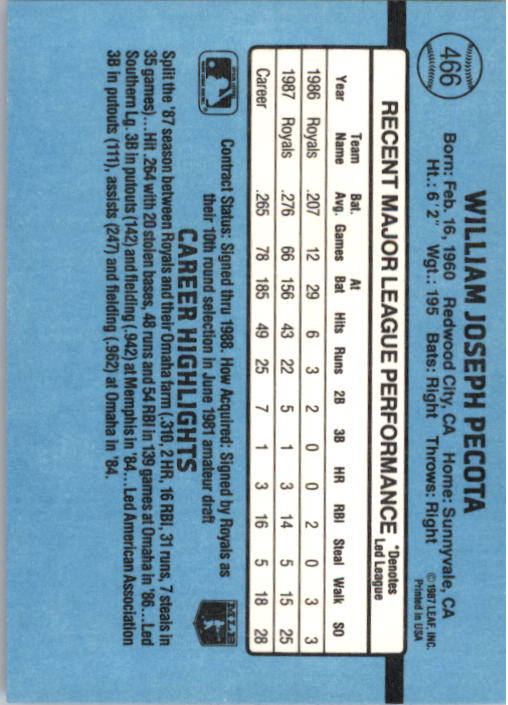 466
WILLIAM JOSEPH PECOTA
Born: Feb. 16, 1960 Redwood City, CA Home: Sunnyvale, CA
Ht.: 6'2" Wgt.: 195 Bats: Right Throws: Right
© 1987 LEAF, INC.
Printed in USA
RECENT MAJOR LEAGUE PERFORMANCE
*Denotes
Led League
Year Team Name Bat. Avg. Games At Bat Hits Runs 2B 3B HR RBI Steal Walk SO
1986 Royals .207 12 29 6 3 2 0 0 2 0 3 3
1987 Royals .276 66 156 43 22 5 1 3 14 5 15 25
Career .265 78 185 49 25 7 1 3 16 5 18 28
Contract Status: Signed thru 1988. How Acquired: Signed by Royals as
their 10th round selection in June 1981 amateur draft
MLB
CAREER HIGHLIGHTS
Split the '87 season between Royals and their Omaha farm (.310, 2 HR, 16 RBI, 31 runs, 7 steals in
35 games)...Hit .264 with 20 stolen bases, 48 runs and 54 RBI in 139 games at Omaha in '86...Led
Southern Lg. 3B in putouts (142) and fielding (.942) at Memphis in '84...Led American Association
3B in putouts (111), assists (247) and fielding (.962) at Omaha in '84.